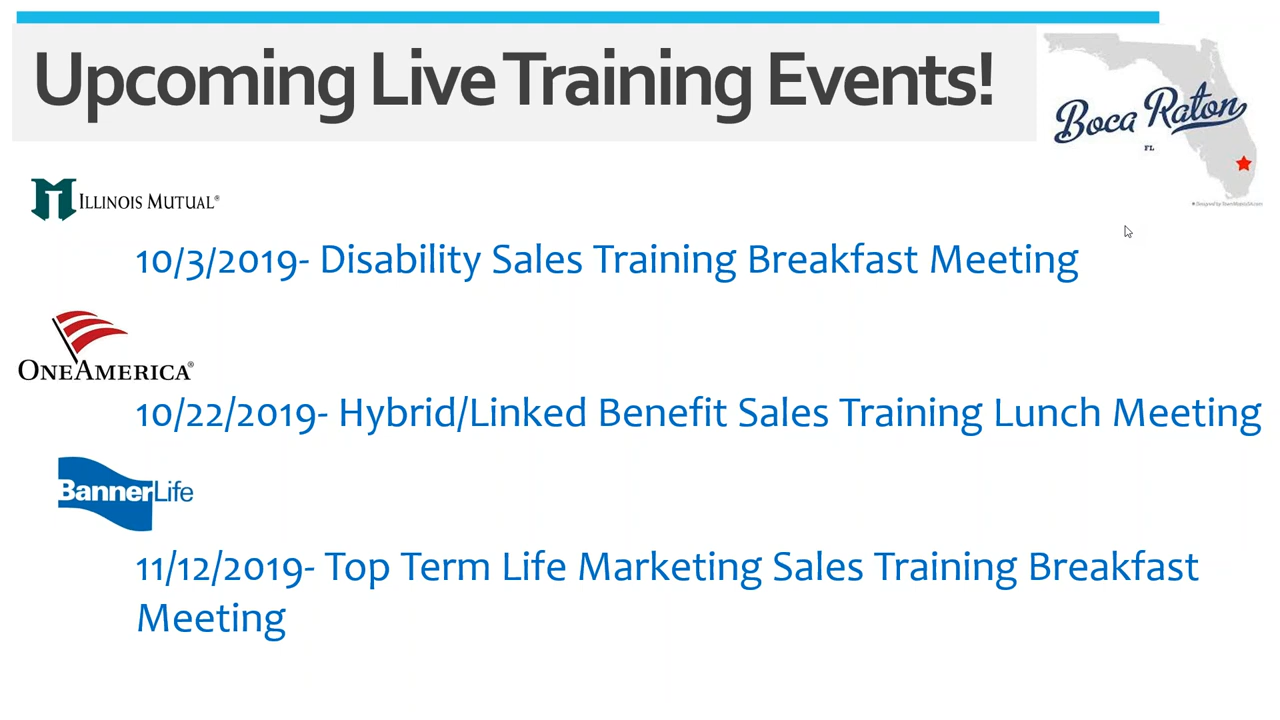 Upcoming Live Training Events!
Boca Raton
FL
ILLINOIS MUTUAL®
10/3/2019- Disability Sales Training Breakfast Meeting
ONEAMERICA®
10/22/2019- Hybrid/Linked Benefit Sales Training Lunch Meeting
BannerLife
11/12/2019- Top Term Life Marketing Sales Training Breakfast
Meeting